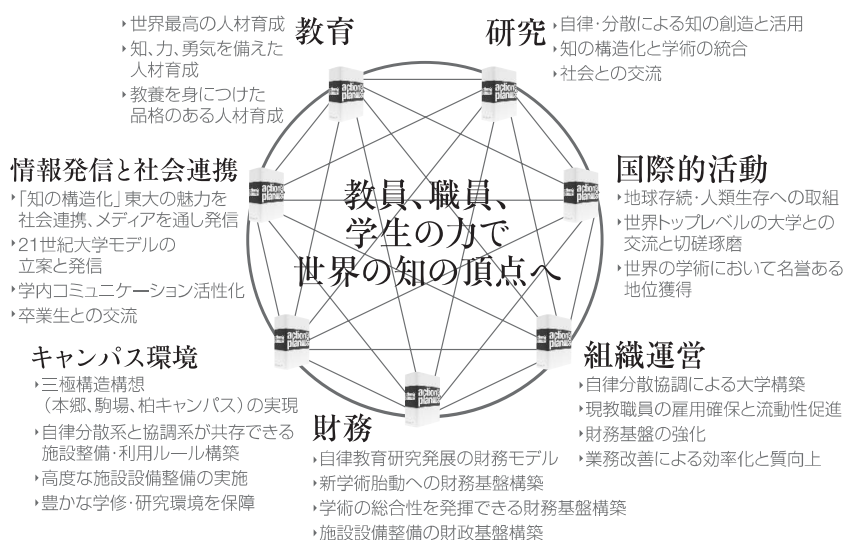 教育
・世界最高の人材育成
・知、力、勇気を備えた
人材育成
・教養を身につけた
品格のある人材育成
研究
・自律・分散による知の創造と活用
・知の構造化と学術の統合
・社会との交流
情報発信と社会連携
・「知の構造化」東大の魅力を
社会連携、メディアを通し発信
・21世紀大学モデルの
立案と発信
・学内コミュニケーション活性化
・卒業生との交流
教員、職員、
学生の力で
世界の知の頂点へ
国際的活動
・地球存続・人類生存への取組
・世界トップレベルの大学との
交流と切磋琢磨
・世界の学術において名誉ある
地位獲得
キャンパス環境
・三極構造構想
（本郷、駒場、柏キャンパス）の実現
・自律分散系と協調系が共存できる
施設整備・利用ルール構築
・高度な施設設備整備の実施
・豊かな学修・研究環境を保障
財務
・自律教育研究発展の財務モデル
・新学術胎動への財務基盤構築
・学術の総合性を発揮できる財務基盤構築
・施設設備整備の財政基盤構築
組織運営
・自律分散協調による大学構築
・現教職員の雇用確保と流動性促進
・財務基盤の強化
・業務改善による効率化と質向上